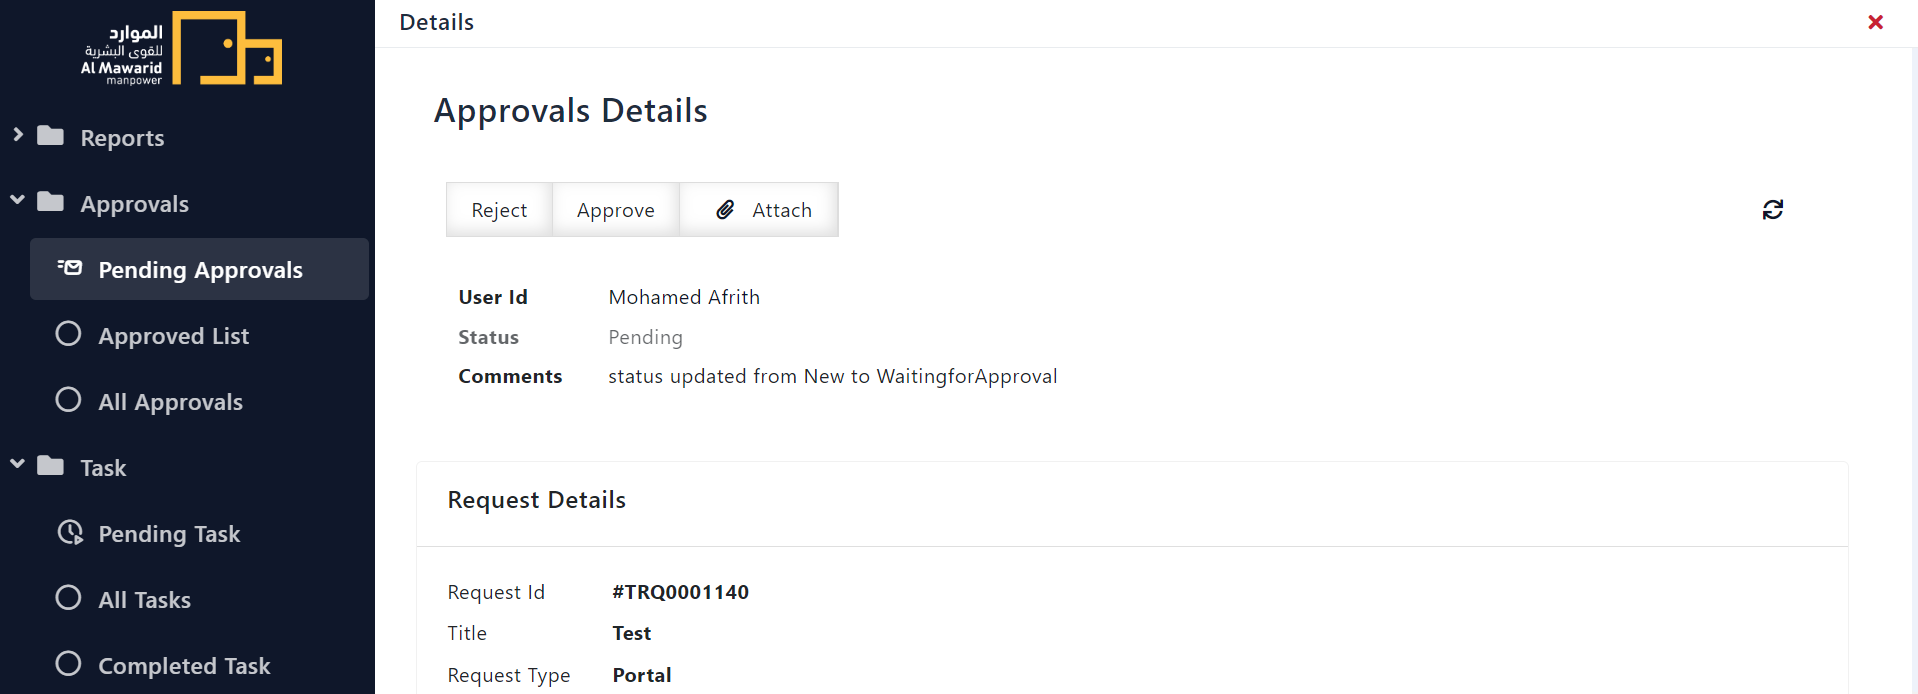 الموارد
للقوى البشرية
Al Mawarid
manpower
Reports
Approvals
Pending Approvals
Approved List
All Approvals
Task
Pending Task
All Tasks
Completed Task
Details
Approvals Details
Reject Approve Attach
User Id Mohamed Afrith
Status Pending
Comments status updated from New to WaitingforApproval
Request Details
Request Id #TRQ0001140
Title Test
Request Type Portal